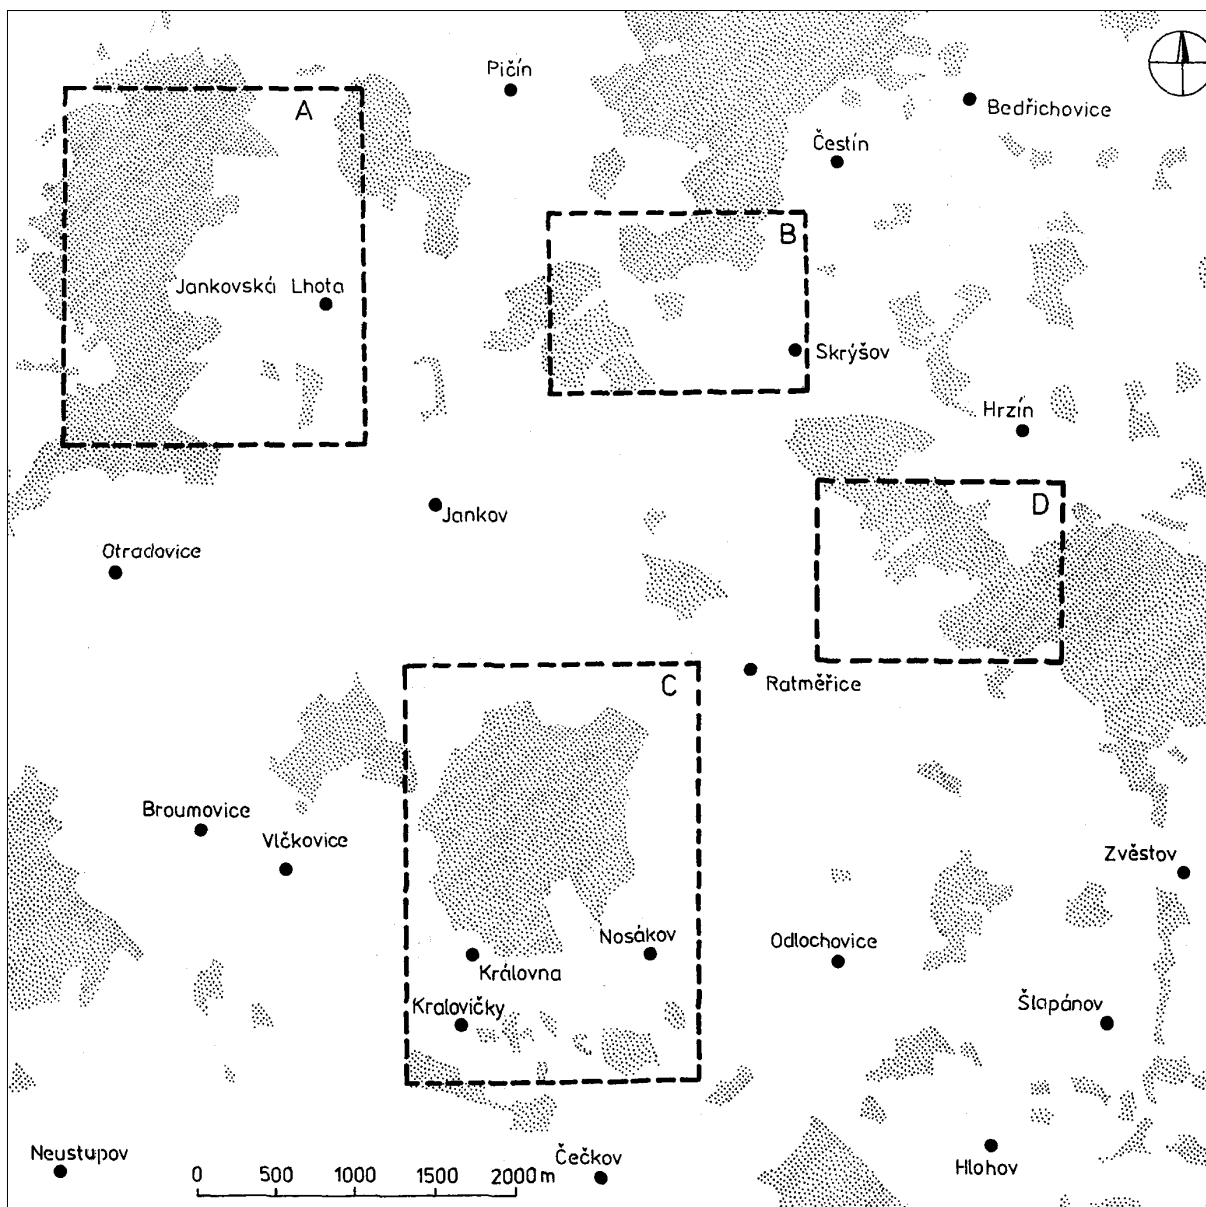 Pičín
A
Bedřichovice
Čestín
B
Jankovská Lhota
Skrýšov
Hrzín
D
Jankov
Otradovice
C
Ratměřice
Broumovice
Vlčkovice
Zvěstov
Nosákov
Odlochovice
Královna
Kralovičky
Šlapánov
Neustupov
Čečkov
Hlohov
0 500 1000 1500 2000 m